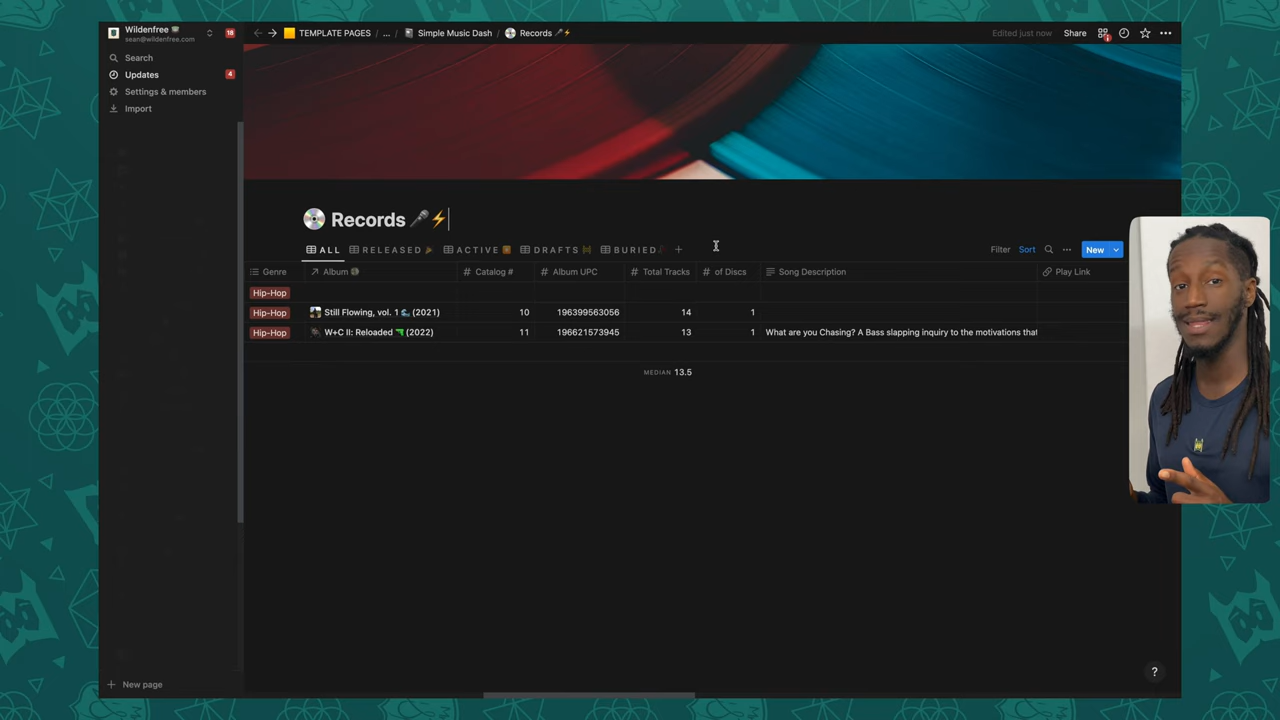 Wildenfree
sean@wildenfree.com
18
TEMPLATE PAGES / ... / Simple Music Dash / Records
Edited just now Share
Search
Updates 4
Settings & members
Import
Records
ALL RELEASED ACTIVE DRAFTS BURIED +
Filter Sort ... New
Genre Album # Catalog # # Album UPC # Total Tracks # of Discs Song Description Play Link
Hip-Hop
Hip-Hop Still Flowing, vol. 1 (2021) 10 196399563056 14 1
Hip-Hop W+C II: Reloaded (2022) 11 196621573945 13 1 What are you Chasing? A Bass slapping inquiry to the motivations that
MEDIAN 13.5
+ New page
?